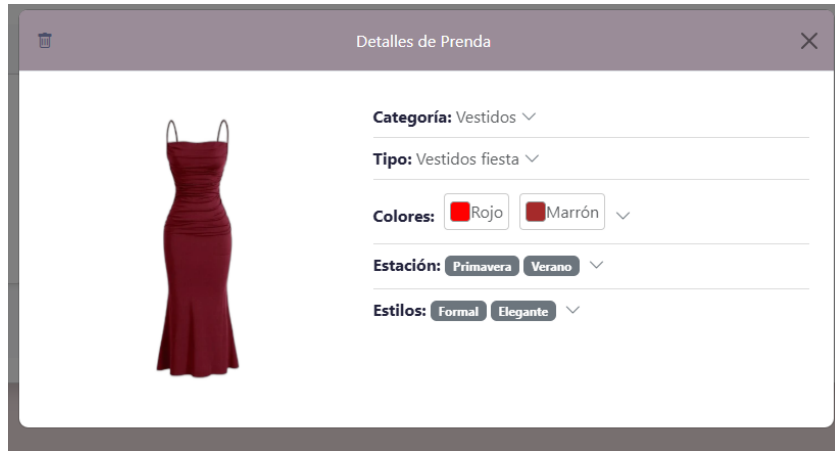 Detalles de Prenda
Categoría: Vestidos
Tipo: Vestidos fiesta
Colores: Rojo Marrón
Estación: Primavera Verano
Estilos: Formal Elegante